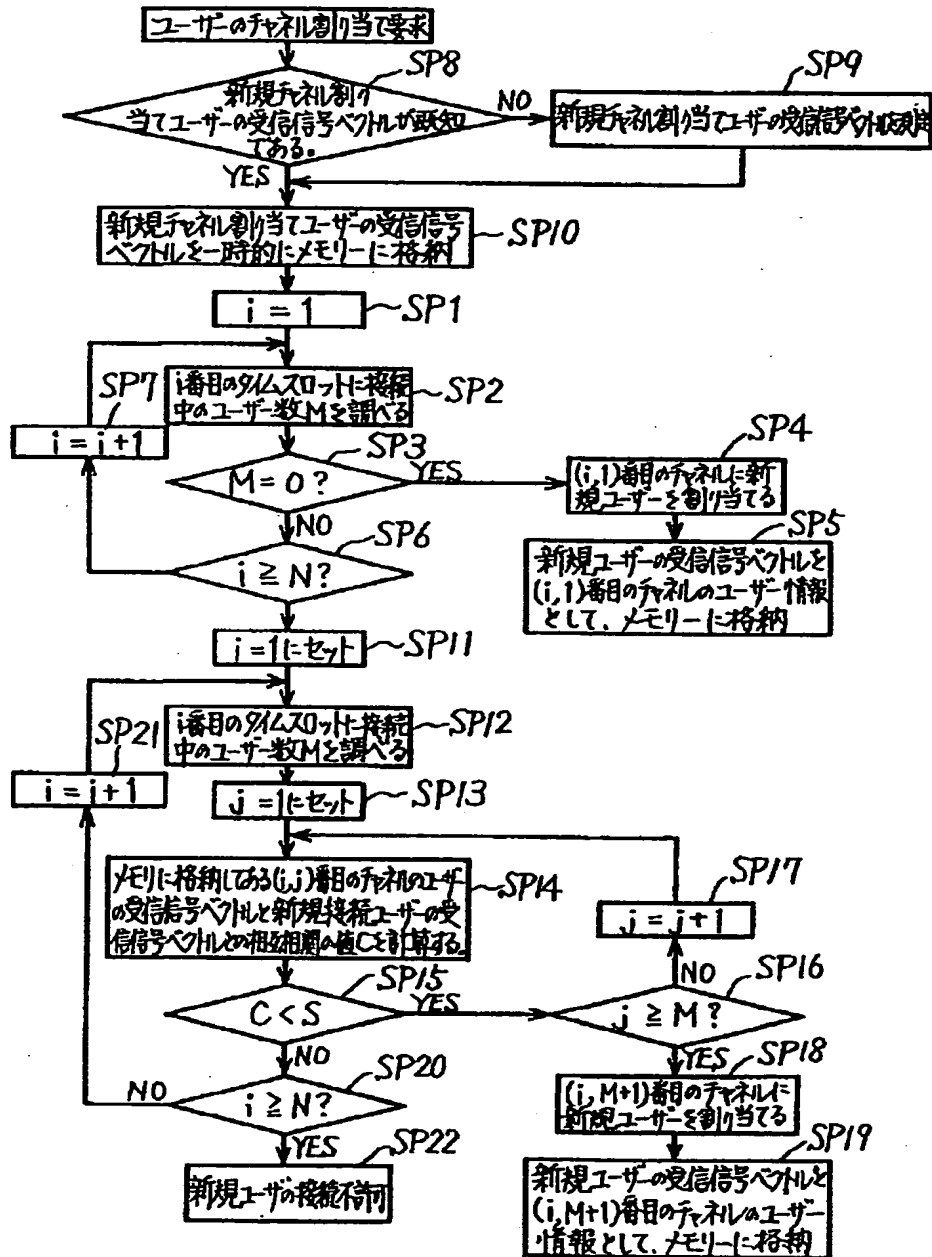 ユーザーのチャネル割り当て要求
SP8
新規チャネル割り
当てユーザーの受信信号ベクトルが既知
である。
NO
YES
SP9
新規チャネル割り当てユーザーの受信信号ベクトルを測定
新規チャネル割り当てユーザーの受信信号
ベクトルを一時的にメモリーに格納
SP10
i = 1
SP1
SP7
i = i+1
i番目のタイムスロットに接続
中のユーザー数Mを調べる
SP2
SP3
M = 0 ?
YES
NO
SP4
(i,1)番目のチャネルに新
規ユーザーを割り当てる
SP5
新規ユーザーの受信信号ベクトルを
(i,1)番目のチャネルのユーザー情報
として、メモリーに格納
SP6
i ≧ N?
i=1にセット
SP11
SP21
i = i+1
i番目のタイムスロットに接続
中のユーザー数Mを調べる
SP12
j =1にセット
SP13
メモリに格納してある(i,j)番目のチャネルのユーザー
の受信信号ベクトルと新規接続ユーザーの受
信信号ベクトルとの相互相関の値Cを計算する。
SP14
SP17
j = j+1
NO
SP15
C < S
YES
NO
SP16
j ≧ M ?
YES
SP18
(i, M+1)番目のチャネルに
新規ユーザーを割り当てる
SP19
新規ユーザーの受信信号ベクトルを
(i,M+1)番目のチャネルのユーザー
情報として、メモリーに格納
SP20
NO
i ≧ N?
YES
SP22
新規ユーザの接続不許可